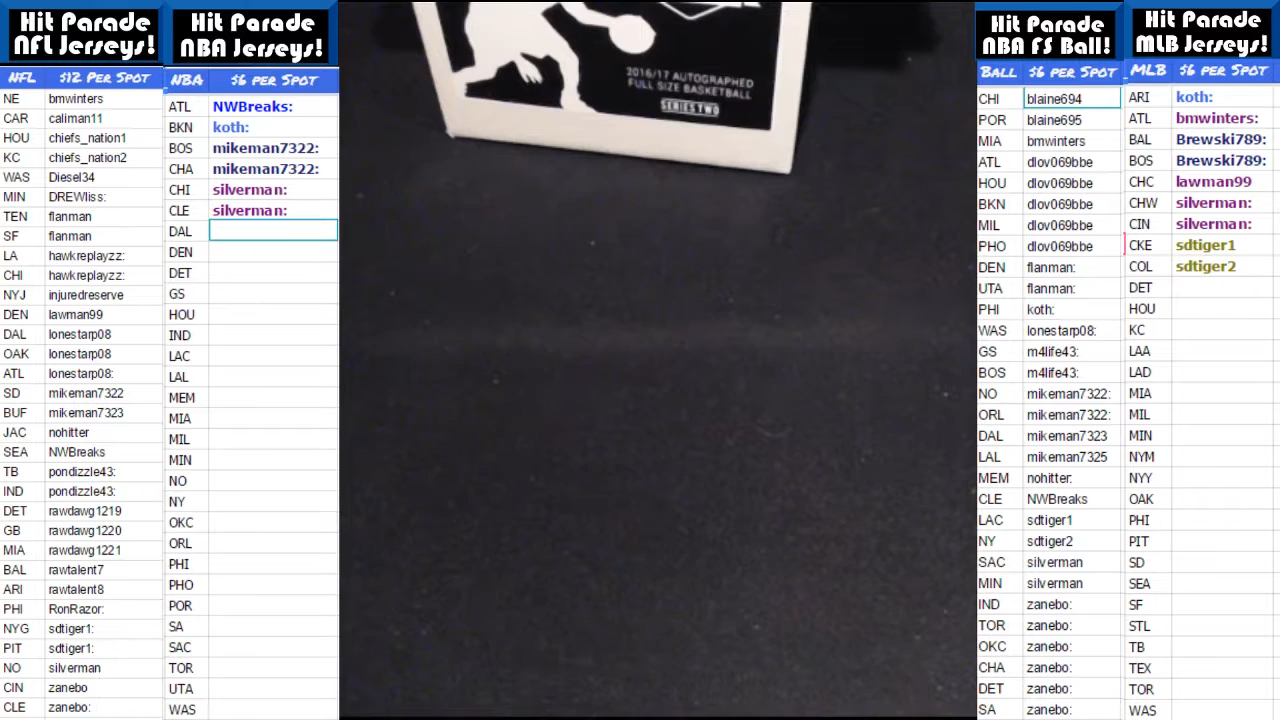 Hit Parade
NFL Jerseys!
NFL $12 Per Spot
NE bmwinters
CAR caliman11
HOU chiefs_nation1
KC chiefs_nation2
WAS Diesel34
MIN DREWliss:
TEN flanman
SF flanman
LA hawkreplayzz:
CHI hawkreplayzz:
NYJ injuredreserve
DEN lawman99
DAL lonestarp08
OAK lonestarp08
ATL lonestarp08:
SD mikeman7322
BUF mikeman7323
JAC nohitter
SEA NWBreaks
TB pondizzle43:
IND pondizzle43:
DET rawdawg1219
GB rawdawg1220
MIA rawdawg1221
BAL rawtalent7
ARI rawtalent8
PHI RonRazor:
NYG sdtiger1:
PIT sdtiger1:
NO silverman
CIN zanebo
CLE zanebo:
Hit Parade
NBA Jerseys!
NBA $6 per Spot
ATL NWBreaks:
BKN koth:
BOS mikeman7322:
CHA mikeman7322:
CHI silverman:
CLE silverman:
DAL
DEN
DET
GS
HOU
IND
LAC
LAL
MEM
MIA
MIL
MIN
NO
NY
OKC
ORL
PHI
PHO
POR
SA
SAC
TOR
UTA
WAS
2016/17 AUTOGRAPHED
FULL SIZE BASKETBALL
SERIES TWO
Hit Parade
NBA FS Ball!
Ball $6 per Spot
CHI blaine694
POR blaine695
MIA bmwinters
ATL dlov069bbe
HOU dlov069bbe
BKN dlov069bbe
MIL dlov069bbe
PHO dlov069bbe
DEN flanman:
UTA flanman:
PHI koth:
WAS lonestarp08:
GS m4life43:
BOS m4life43:
NO mikeman7322:
ORL mikeman7322:
DAL mikeman7323
LAL mikeman7325
MEM nohitter:
CLE NWBreaks
LAC sdtiger1
NY sdtiger2
SAC silverman
MIN silverman
IND zanebo:
TOR zanebo:
OKC zanebo:
CHA zanebo:
DET zanebo:
SA zanebo:
Hit Parade
MLB Jerseys!
MLB $6 per Spot
ARI koth:
ATL bmwinters:
BAL Brewski789:
BOS Brewski789:
CHC lawman99
CHW silverman:
CIN silverman:
CKE sdtiger1
COL sdtiger2
DET
HOU
KC
LAA
LAD
MIA
MIL
MIN
NYM
NYY
OAK
PHI
PIT
SD
SEA
SF
STL
TB
TEX
TOR
WAS